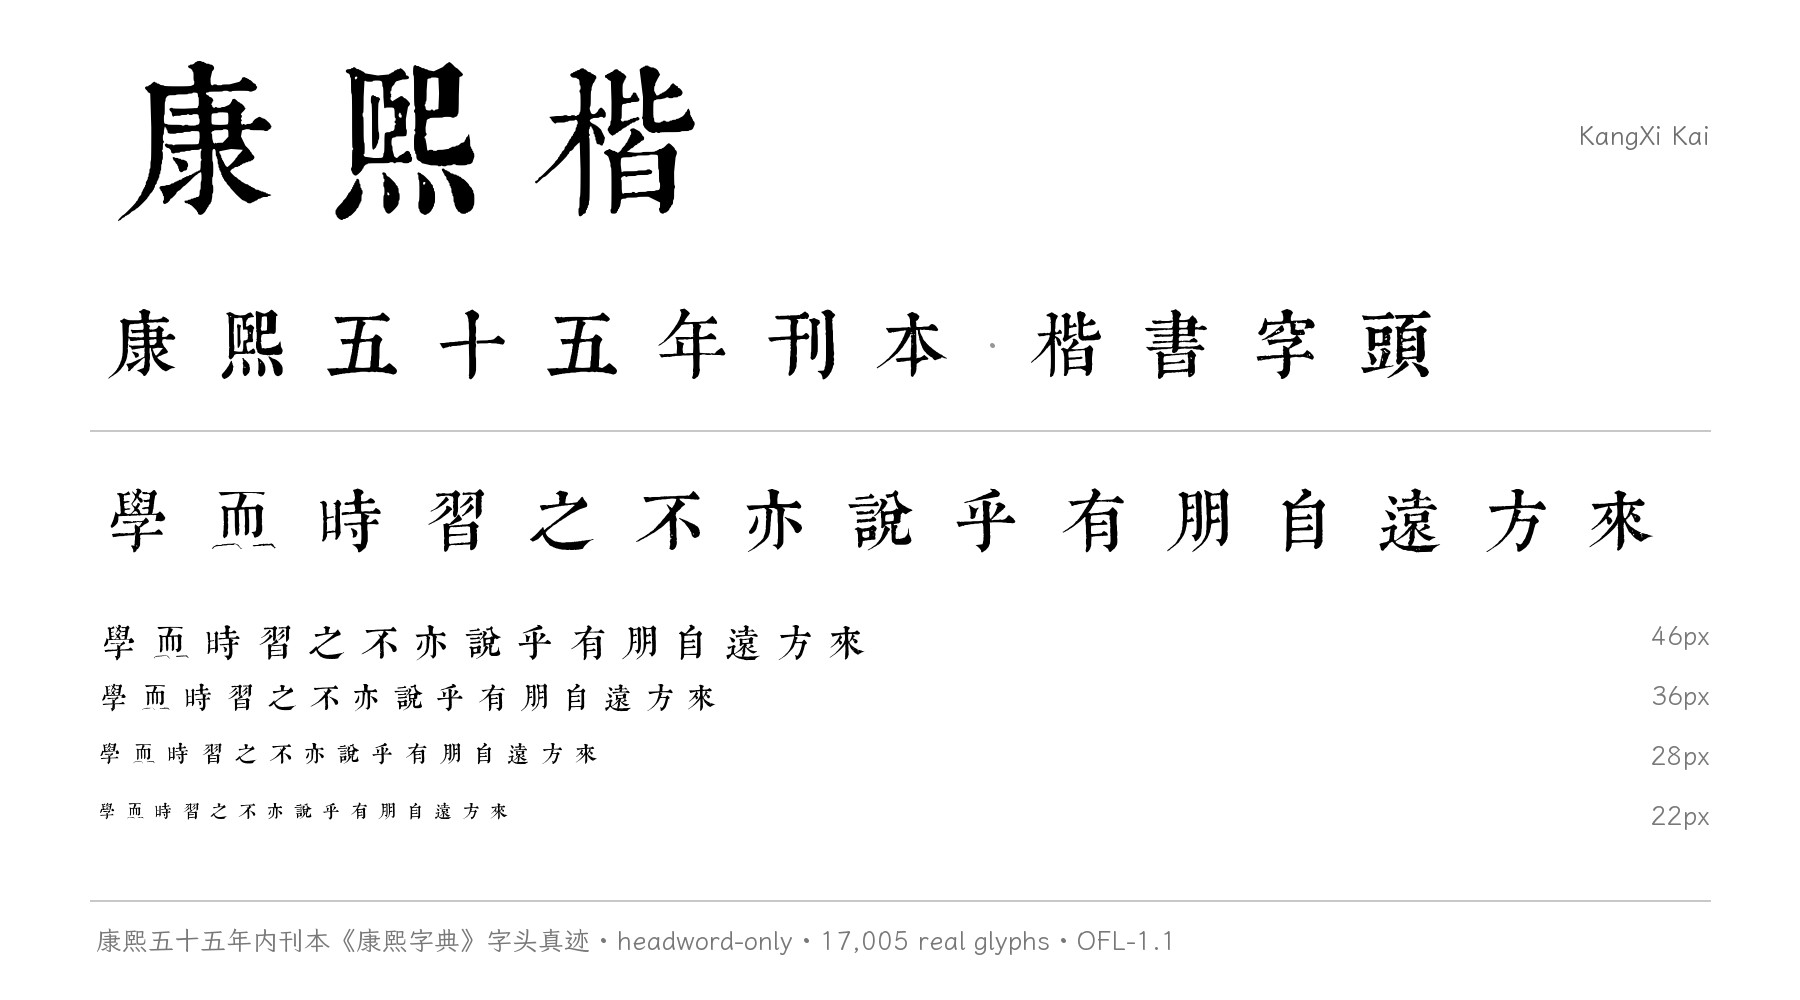 康熙楷
KangXi Kai
康熙五十五年刊本·楷書字頭
學而時習之不亦說乎有朋自遠方來
學而時習之不亦說乎有朋自遠方來 46px
學而時習之不亦說乎有朋自遠方來 36px
學而時習之不亦說乎有朋自遠方來 28px
學而時習之不亦說乎有朋自遠方來 22px
康熙五十五年内刊本《康熙字典》字头真迹·headword-only·17,005 real glyphs·OFL-1.1